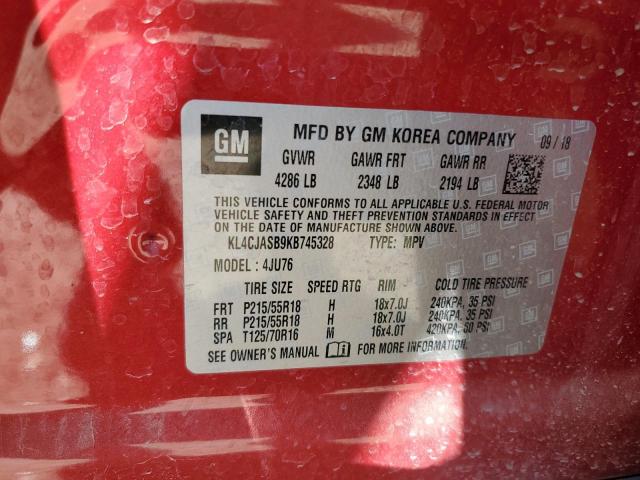 GM MFD BY GM KOREA COMPANY 09 / 18
GVWR GAWR FRT GAWR RR
4286 LB 2348 LB 2194 LB
THIS VEHICLE CONFORMS TO ALL APPLICABLE U.S. FEDERAL MOTOR
VEHICLE SAFETY AND THEFT PREVENTION STANDARDS IN EFFECT
ON THE DATE OF MANUFACTURE SHOWN ABOVE.
KL4CJASB9KB745328 TYPE: MPV
MODEL: 4JU76
TIRE SIZE SPEED RTG RIM COLD TIRE PRESSURE
FRT P215/55R18 H 18x7.0J 240KPA, 35 PSI
RR P215/55R18 H 18x7.0J 240KPA, 35 PSI
SPA T125/70R16 M 16x4.0T 420KPA, 60 PSI
SEE OWNER'S MANUAL FOR MORE INFORMATION.